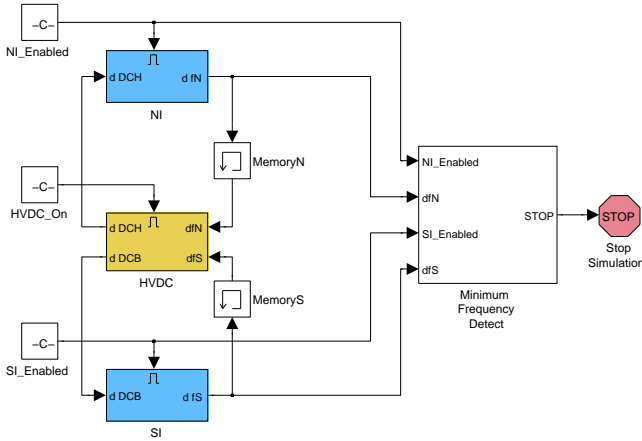 –C–
NI_Enabled
d DCH
d fN
NI
MemoryN
–C–
HVDC_On
d DCH
dfN
d DCB
dfS
HVDC
MemoryS
–C–
SI_Enabled
d DCB
d fS
SI
NI_Enabled
dfN
SI_Enabled
dfS
STOP
Minimum
Frequency
Detect
STOP
Stop
Simulation